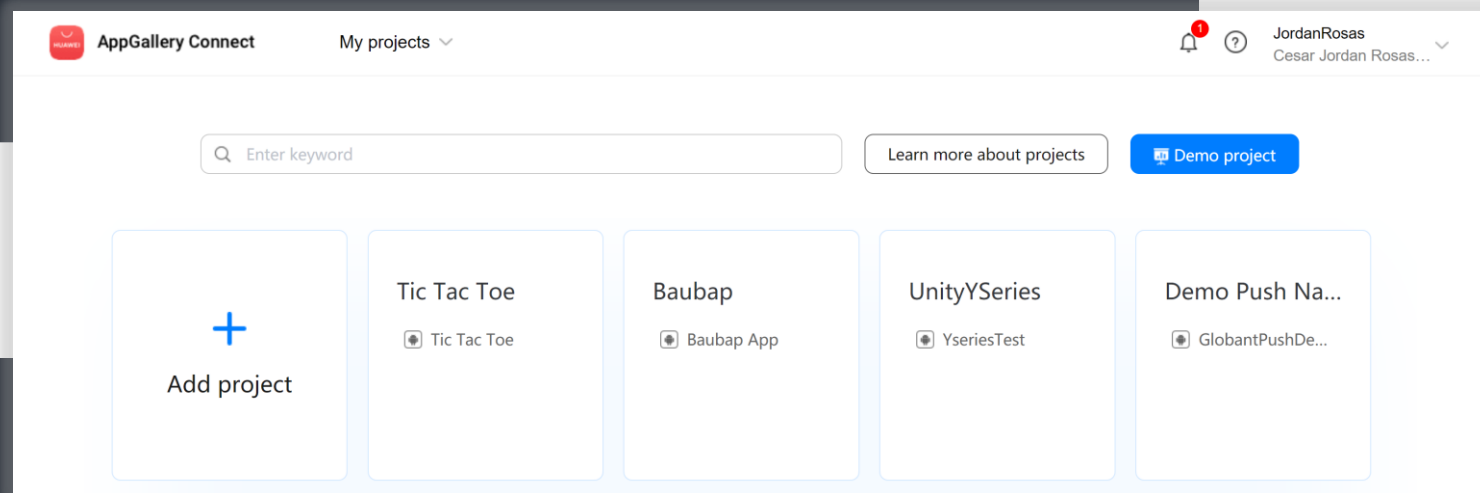 HUAWEI
AppGallery Connect
My projects
1
?
JordanRosas
Cesar Jordan Rosas...
Enter keyword
Learn more about projects
Demo project
Add project
Tic Tac Toe
Tic Tac Toe
Baubap
Baubap App
UnityYSeries
YseriesTest
Demo Push Na...
GlobantPushDe...